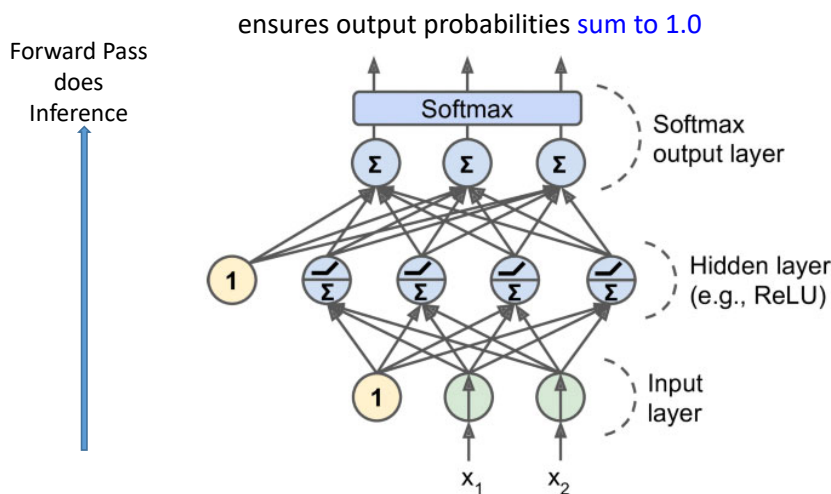 ensures output probabilities sum to 1.0
Forward Pass
does
Inference
Softmax
Softmax
output layer
Σ Σ Σ
1
Σ Σ Σ Σ
Hidden layer
(e.g., ReLU)
1
Input
layer
x₁ x₂